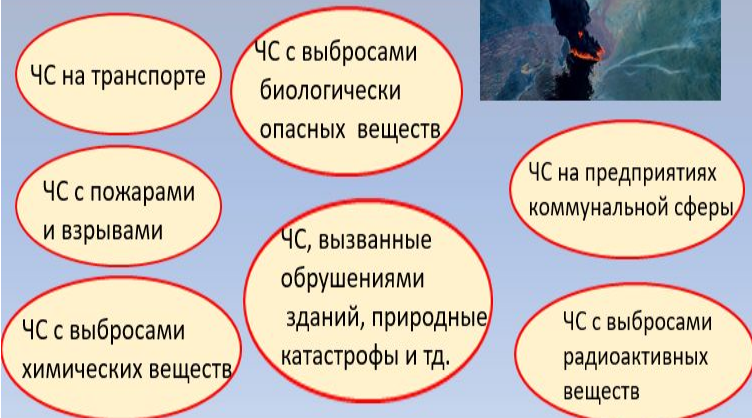 ЧС на транспорте
ЧС с выбросами
биологически
опасных веществ
ЧС с пожарами
и взрывами
ЧС на предприятиях
коммунальной сферы
ЧС, вызванные
обрушениями
зданий, природные
катастрофы и тд.
ЧС с выбросами
химических веществ
ЧС с выбросами
радиоактивных
веществ